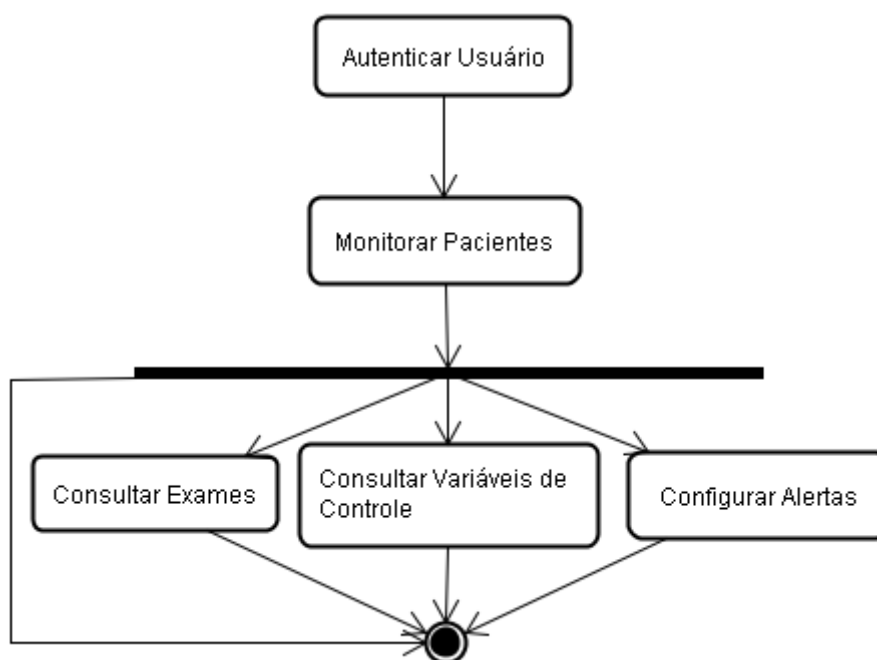 Autenticar Usuário
Monitorar Pacientes
Consultar Exames
Consultar Variáveis de
Controle
Configurar Alertas